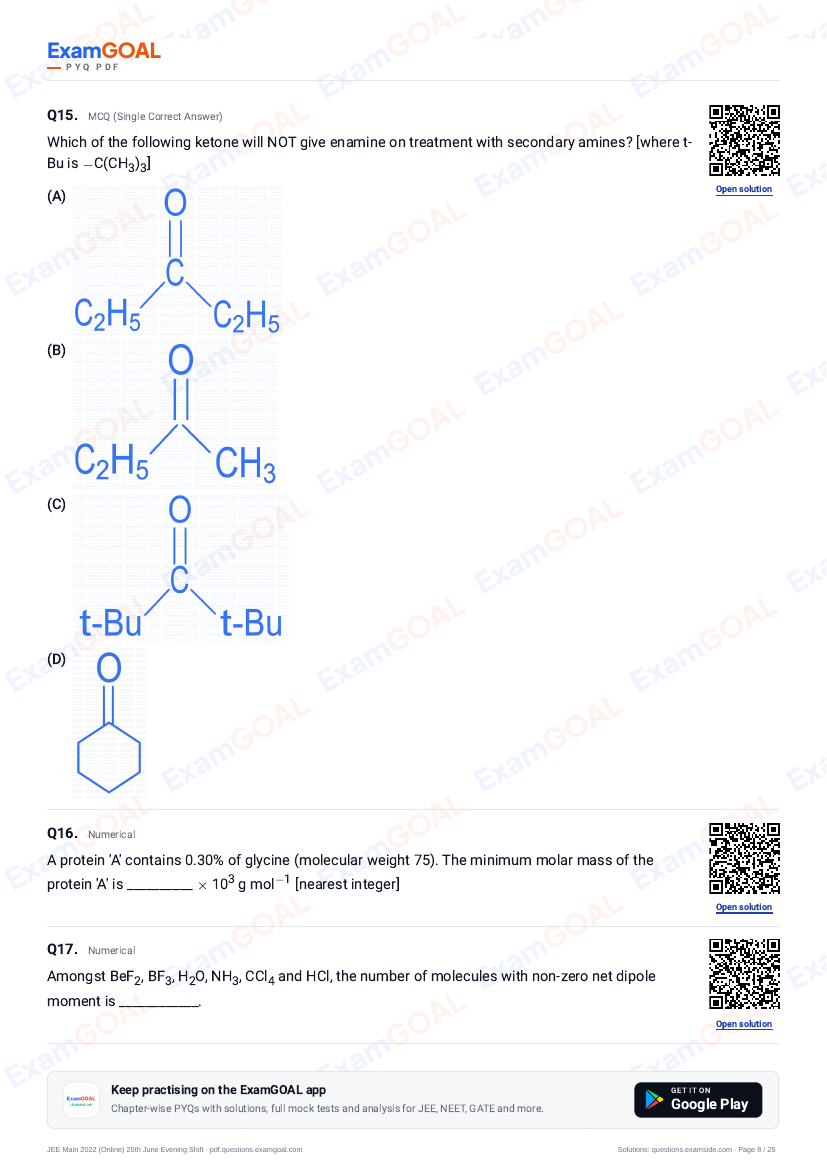 ExamGOAL
PYQ PDF
Q15. MCQ (Single Correct Answer)
Which of the following ketone will NOT give enamine on treatment with secondary amines? [where t-
Bu is –C(CH₃)₃]
Open solution
(A)
O
C
C₂H₅ C₂H₅
(B)
O
C₂H₅ CH₃
(C)
O
C
t-Bu t-Bu
(D)
O
Q16. Numerical
A protein 'A' contains 0.30% of glycine (molecular weight 75). The minimum molar mass of the
protein 'A' is __________ × 10³ g mol⁻¹ [nearest integer]
Open solution
Q17. Numerical
Amongst BeF₂, BF₃, H₂O, NH₃, CCl₄ and HCl, the number of molecules with non-zero net dipole
moment is ____________.
Open solution
ExamGOAL
Keep practising on the ExamGOAL app
Chapter-wise PYQs with solutions, full mock tests and analysis for JEE, NEET, GATE and more.
GET IT ON
Google Play
JEE Main 2022 (Online) 25th June Evening Shift · pdf.questions.examgoal.com
Solutions: questions.examside.com · Page 8 / 25